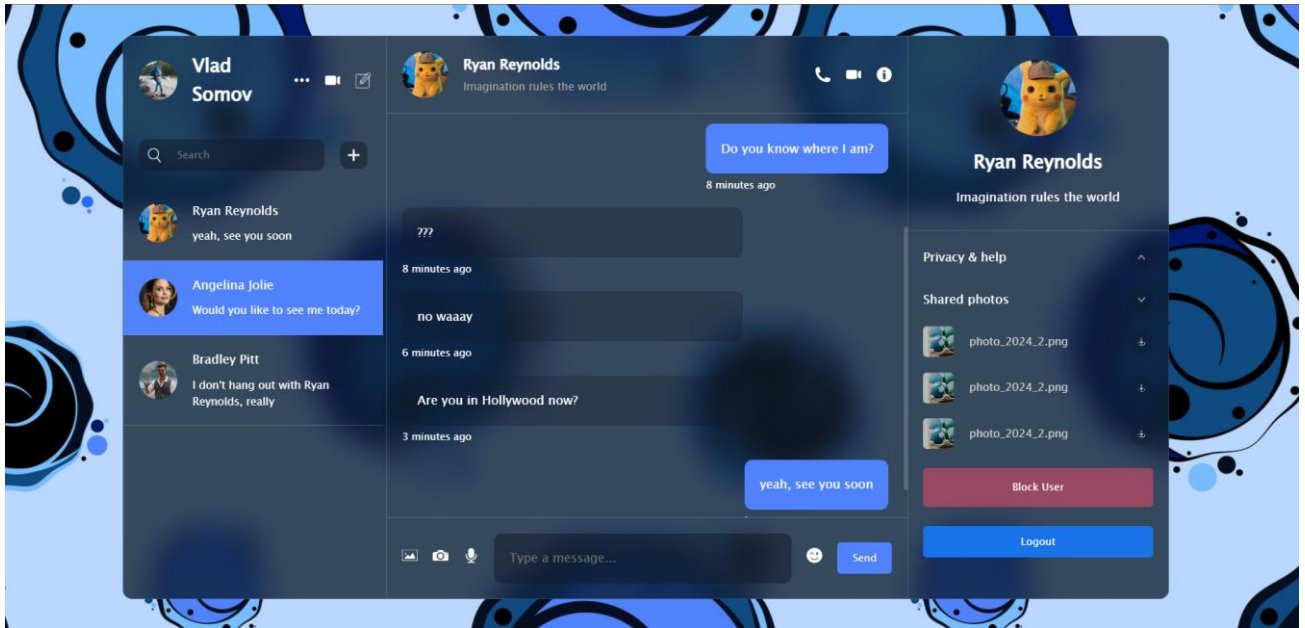 Vlad
Somov
Search
Ryan Reynolds
yeah, see you soon
Angelina Jolie
Would you like to see me today?
Bradley Pitt
I don't hang out with Ryan
Reynolds, really
Ryan Reynolds
Imagination rules the world
Do you know where I am?
8 minutes ago
???
8 minutes ago
no waaay
6 minutes ago
Are you in Hollywood now?
3 minutes ago
yeah, see you soon
Type a message...
Send
Ryan Reynolds
Imagination rules the world
Privacy & help
Shared photos
photo_2024_2.png
photo_2024_2.png
photo_2024_2.png
Block User
Logout